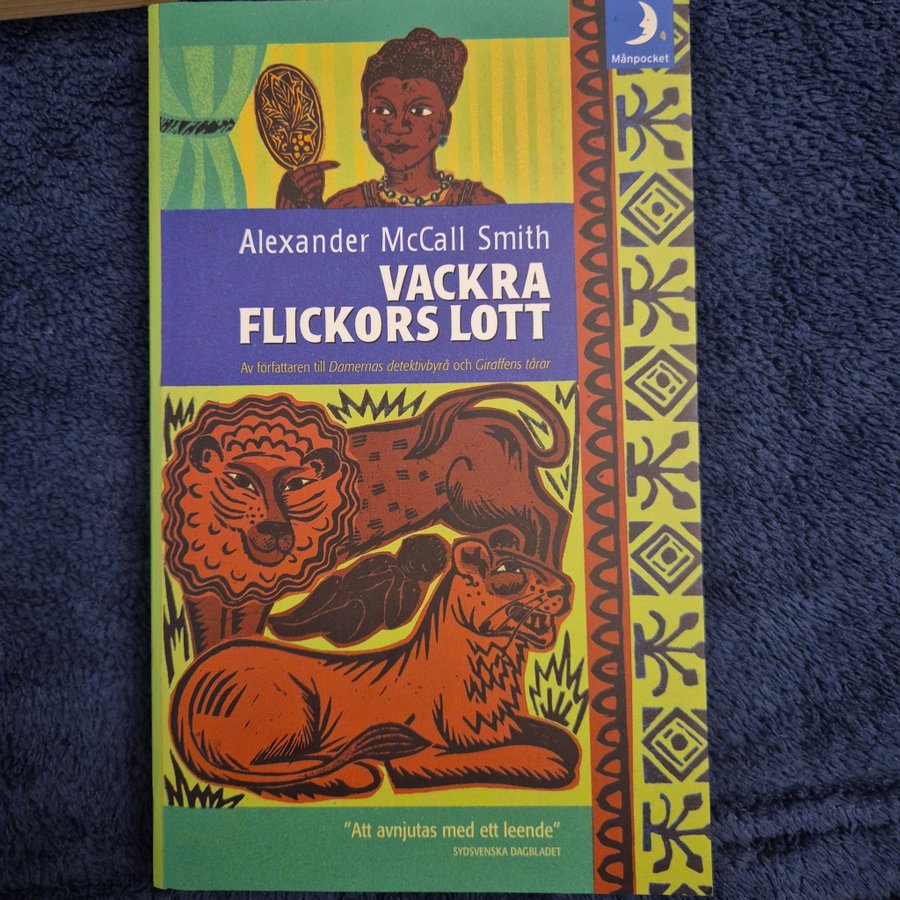 Månpocket
Alexander McCall Smith
VACKRA
FLICKORS LOTT
Av författaren till Damernas detektivbyrå och Giraffens tårar
"Att avnjutas med ett leende"
SYDSVENSKA DAGBLADET